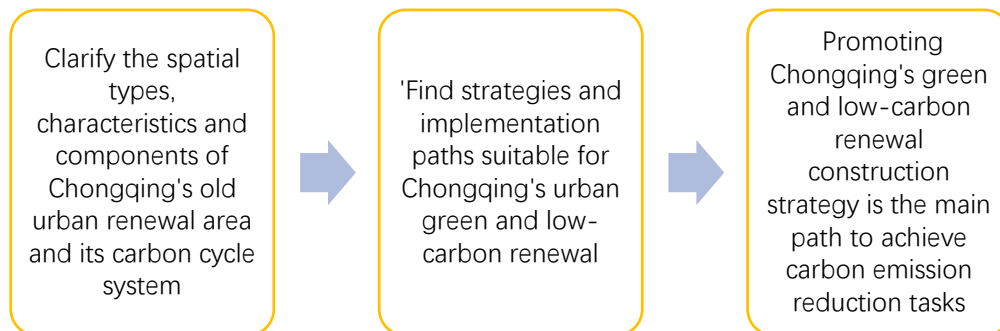 Clarify the spatial
types,
characteristics and
components of
Chongqing's old
urban renewal area
and its carbon cycle
system
'Find strategies and
implementation
paths suitable for
Chongqing's urban
green and low-
carbon renewal
Promoting
Chongqing's green
and low-carbon
renewal
construction
strategy is the main
path to achieve
carbon emission
reduction tasks